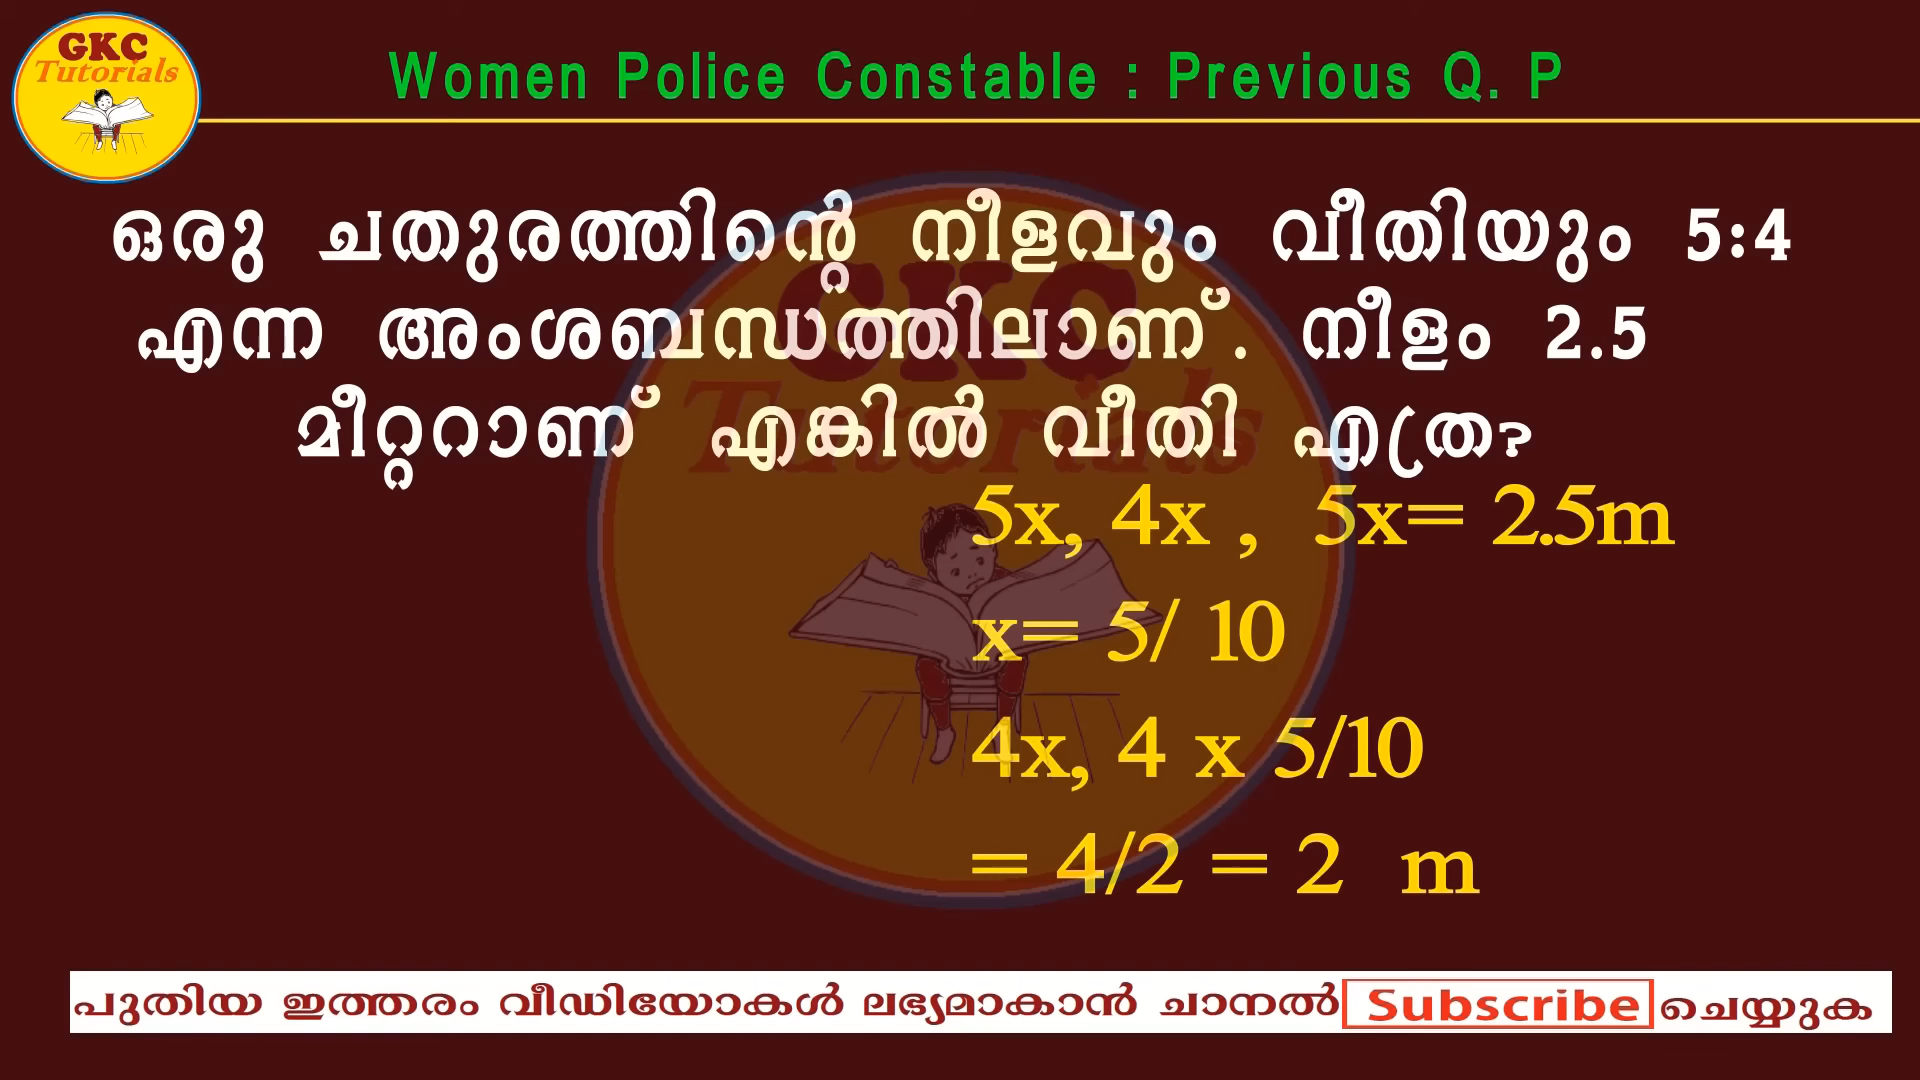 GKC
Tutorials
Women Police Constable : Previous Q. P
ഒരു ചതുരത്തിന്റെ നീളവും വീതിയും 5:4
എന്ന അംശബന്ധത്തിലാണ്. നീളം 2.5
മീറ്ററാണ് എങ്കിൽ വീതി എത്ര?
GKC
Tutorials
5x, 4x , 5x= 2.5m
x= 5/ 10
4x, 4 x 5/10
= 4/2 = 2 m
പുതിയ ഇത്തരം വീഡിയോകൾ ലഭ്യമാകാൻ ചാനൽ Subscribe ചെയ്യുക